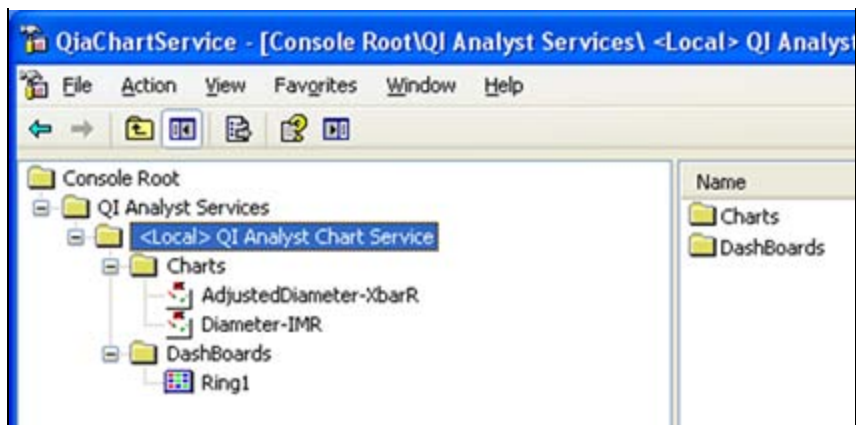 QiaChartService - [Console Root\QI Analyst Services\ <Local> QI Analyst
File Action View Favorites Window Help
Console Root
QI Analyst Services
<Local> QI Analyst Chart Service
Charts
AdjustedDiameter-XbarR
Diameter-IMR
DashBoards
Ring1
Name
Charts
DashBoards